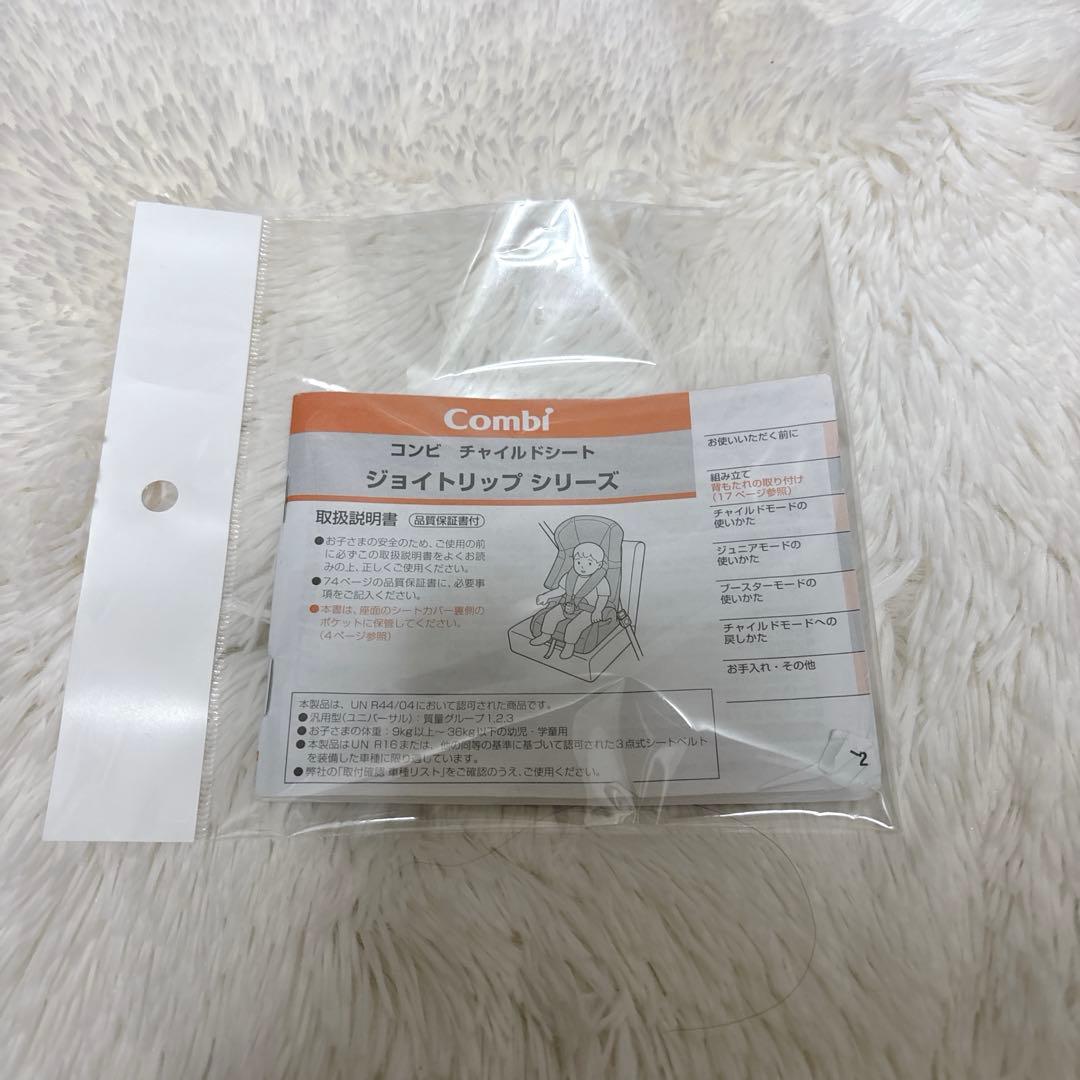 Combi
コンビ チャイルドシート
ジョイトリップ シリーズ
取扱説明書 品質保証書付
●お子さまの安全のため、ご使用の前
に必ずこの取扱説明書をよくお読
みの上、正しくご使用ください。
●74ページの品質保証書に、必要事
項をご記入ください。
●本書は、座面のシートカバー裏側の
ポケットに保管してください。
(4ページ参照)
本製品は、UN R44/04において認可された商品です。
●汎用型(ユニバーサル):質量グループ1,2,3
●お子さまの体重:9kg以上～36kg以下の幼児・学童用
●本製品はUN R16または、他の同等の基準に基づいて認可された3点式シートベルト
を装備した車種に限り適しています。
●弊社の「取付確認 車種リスト」をご確認のうえ、ご使用ください。
お使いいただく前に
組み立て
背もたれの取り付け
(17ページ参照)
チャイルドモードの
使いかた
ジュニアモードの
使いかた
ブースターモードの
使いかた
チャイルドモードへの
戻しかた
お手入れ・その他